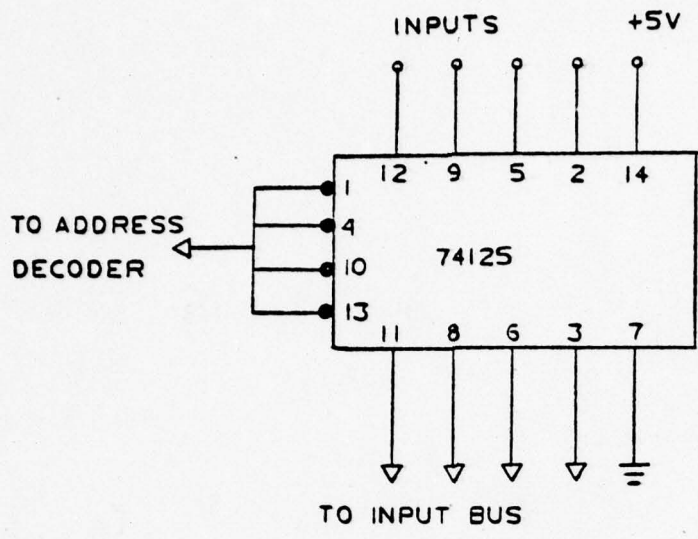 INPUTS +5V
12 9 5 2 14
1
TO ADDRESS 4
DECODER 74125
10
13
11 8 6 3 7
TO INPUT BUS